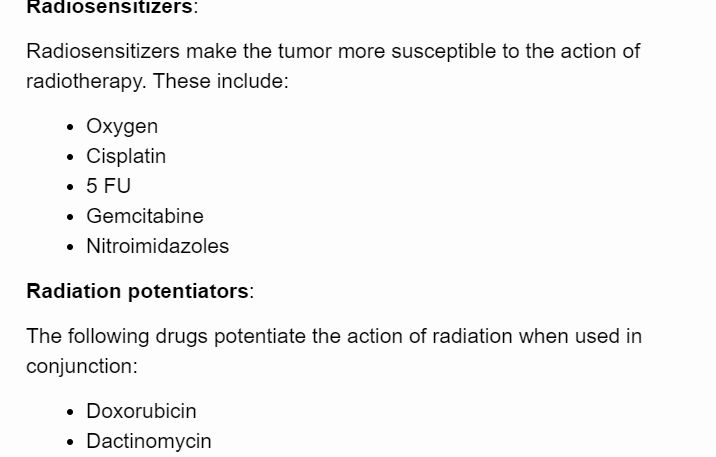 Radiosensitizers:
Radiosensitizers make the tumor more susceptible to the action of
radiotherapy. These include:
• Oxygen
• Cisplatin
• 5 FU
• Gemcitabine
• Nitroimidazoles
Radiation potentiators:
The following drugs potentiate the action of radiation when used in
conjunction:
• Doxorubicin
• Dactinomycin